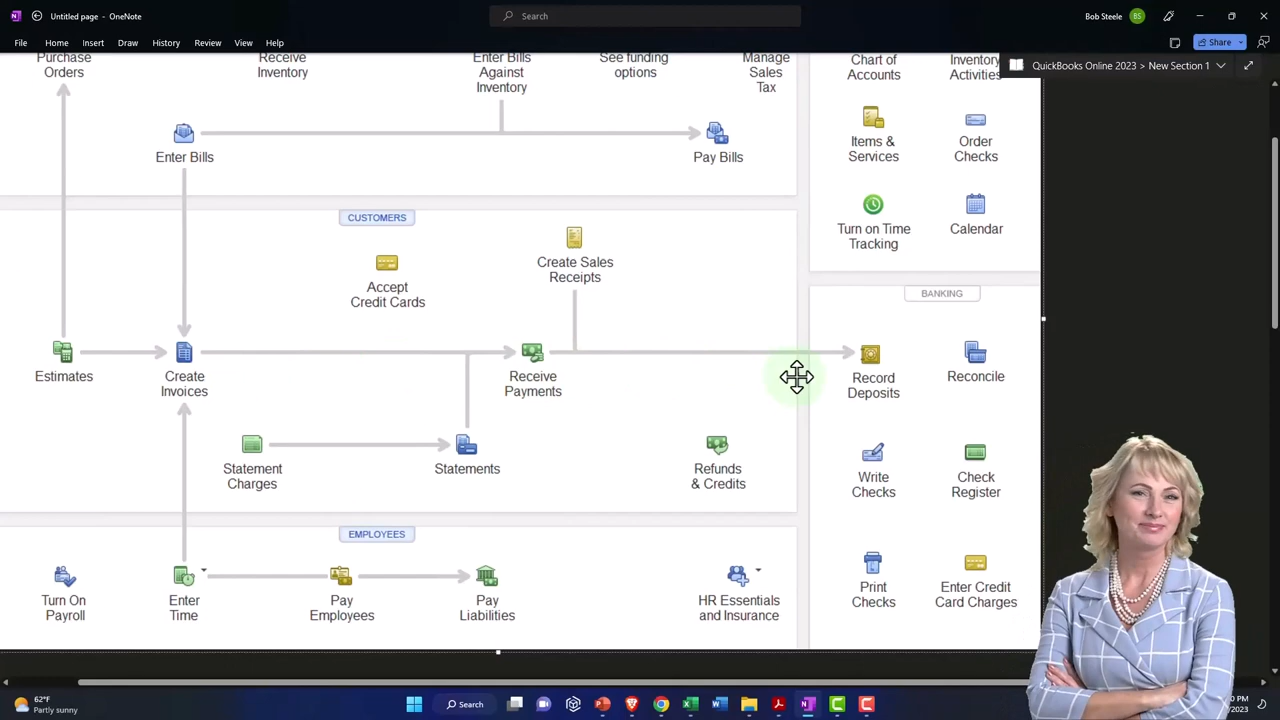 Untitled page - OneNote
Search
Bob Steele
BS
File
Home
Insert
Draw
History
Review
View
Help
Share
QuickBooks Online 2023 > New Section 1
Purchase
Orders
Receive
Inventory
Enter Bills
Against
Inventory
See funding
options
Manage
Sales
Tax
Chart of
Accounts
Inventory
Activities
Enter Bills
Pay Bills
Items &
Services
Order
Checks
Turn on Time
Tracking
Calendar
CUSTOMERS
Accept
Credit Cards
Create Sales
Receipts
BANKING
Estimates
Create
Invoices
Receive
Payments
Record
Deposits
Reconcile
Statement
Charges
Statements
Refunds
& Credits
Write
Checks
Check
Register
EMPLOYEES
Turn On
Payroll
Enter
Time
Pay
Employees
Pay
Liabilities
HR Essentials
and Insurance
Print
Checks
Enter Credit
Card Charges
62°F
Partly sunny
Search